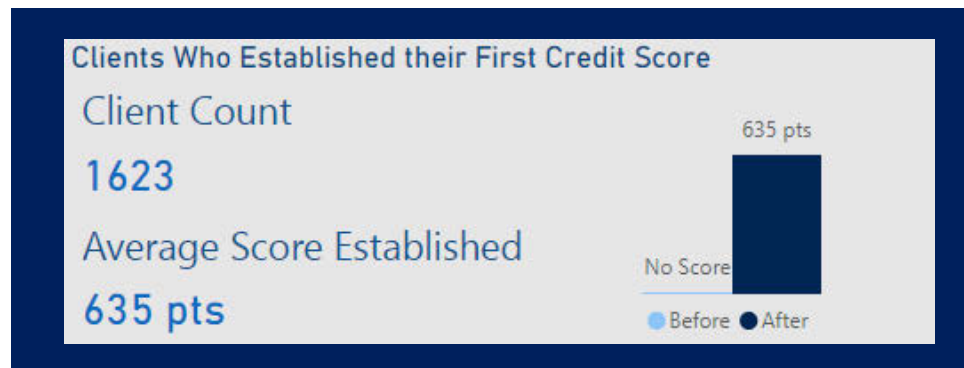 Clients Who Established their First Credit Score
Client Count
1623
Average Score Established
635 pts
635 pts
No Score
Before After